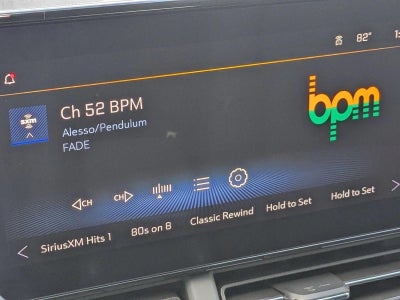 82°
sxm
Ch 52 BPM
Alesso/Pendulum
FADE
bpm
CH
CH
SiriusXM Hits 1
80s on 8
Classic Rewind
Hold to Set
Hold to Set